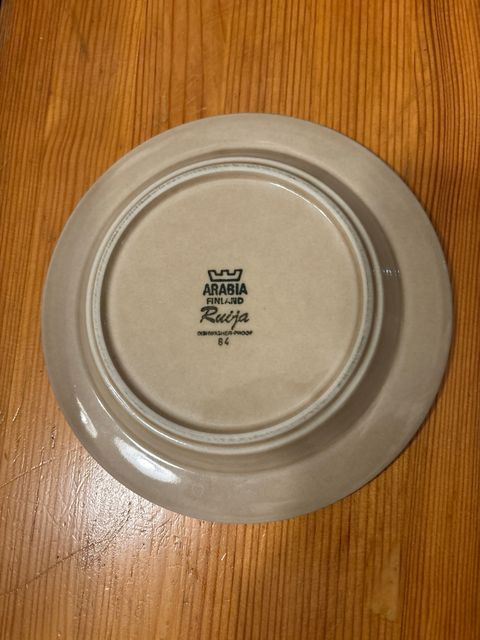 ARABIA
FINLAND
Ruija
DISHWASHER-PROOF
84